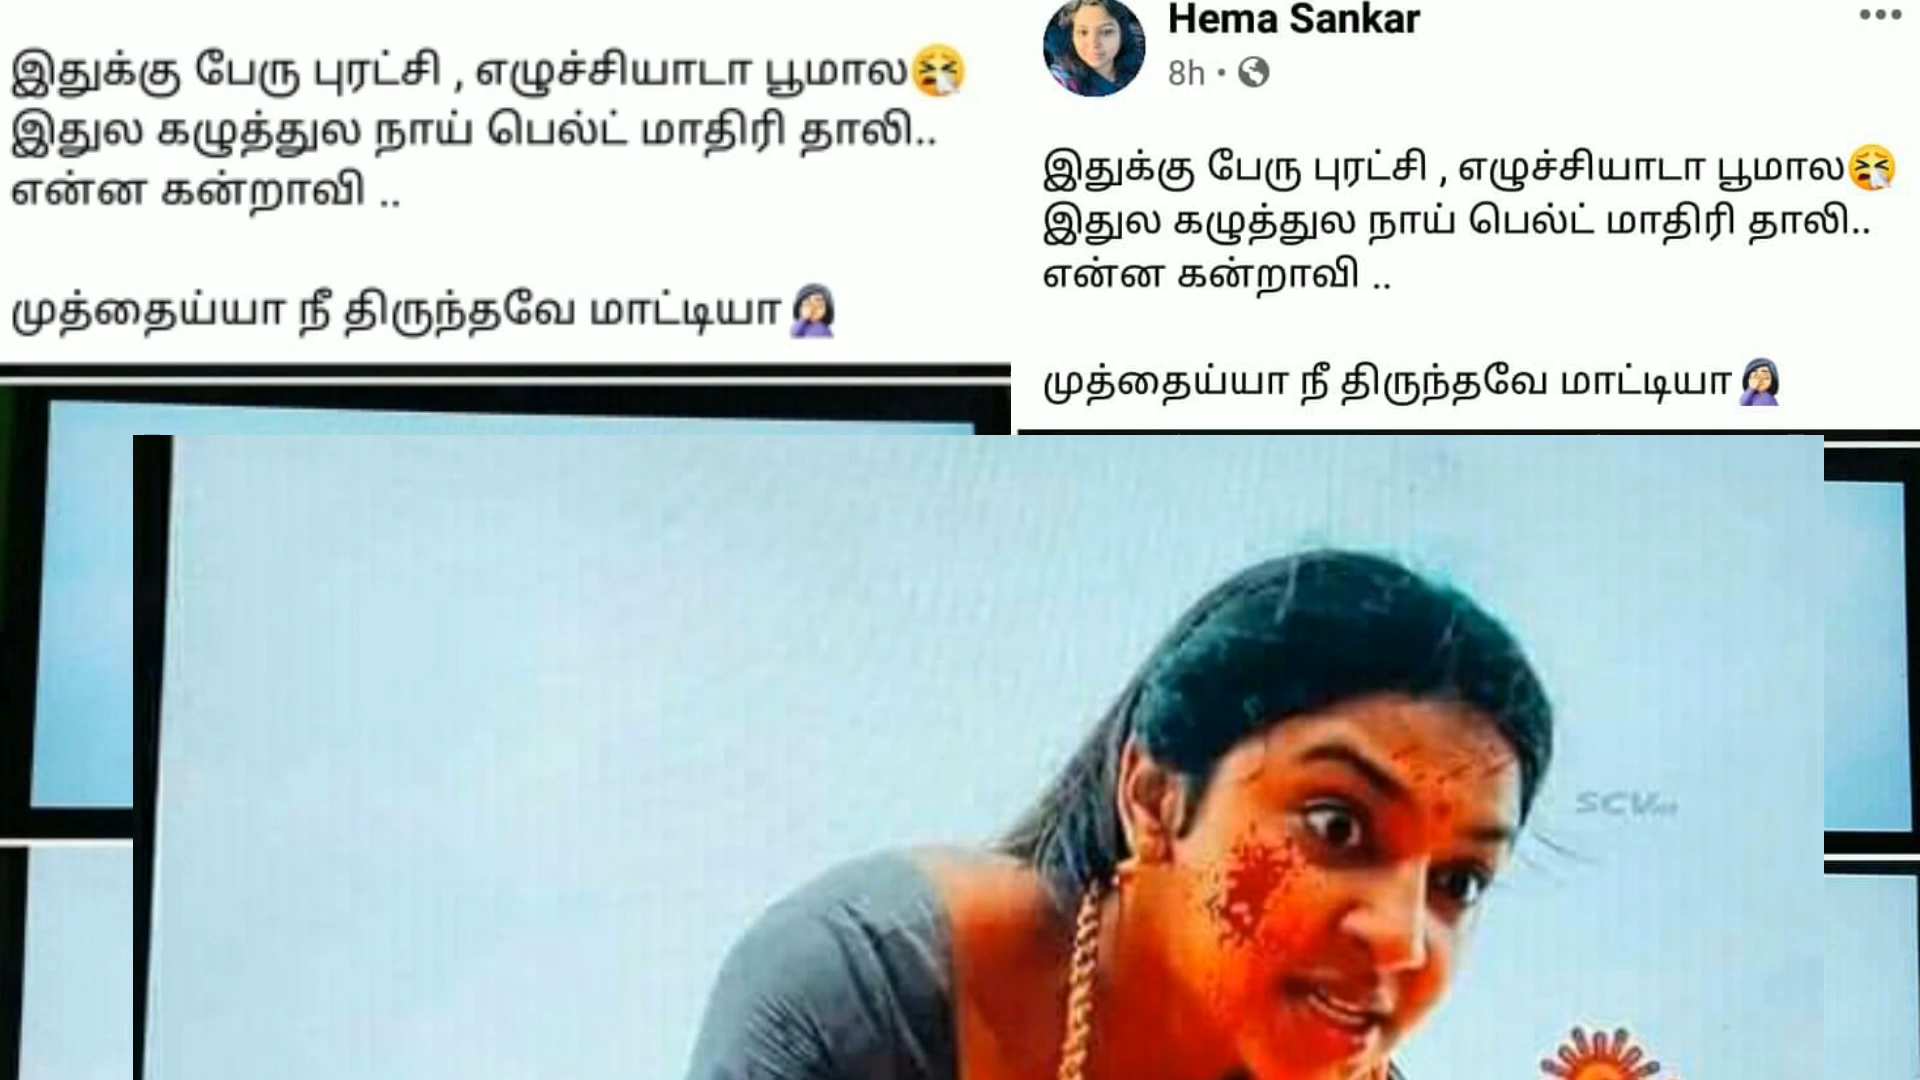 இதுக்கு பேரு புரட்சி , எழுச்சியாடா பூமால🤧
இதுல கழுத்துல நாய் பெல்ட் மாதிரி தாலி..
என்ன கன்றாவி ..
முத்தைய்யா நீ திருந்தவே மாட்டியா🤦🏻‍♀️
Hema Sankar
8h
இதுக்கு பேரு புரட்சி , எழுச்சியாடா பூமால🤧
இதுல கழுத்துல நாய் பெல்ட் மாதிரி தாலி..
என்ன கன்றாவி ..
முத்தைய்யா நீ திருந்தவே மாட்டியா🤦🏻‍♀️
SCV